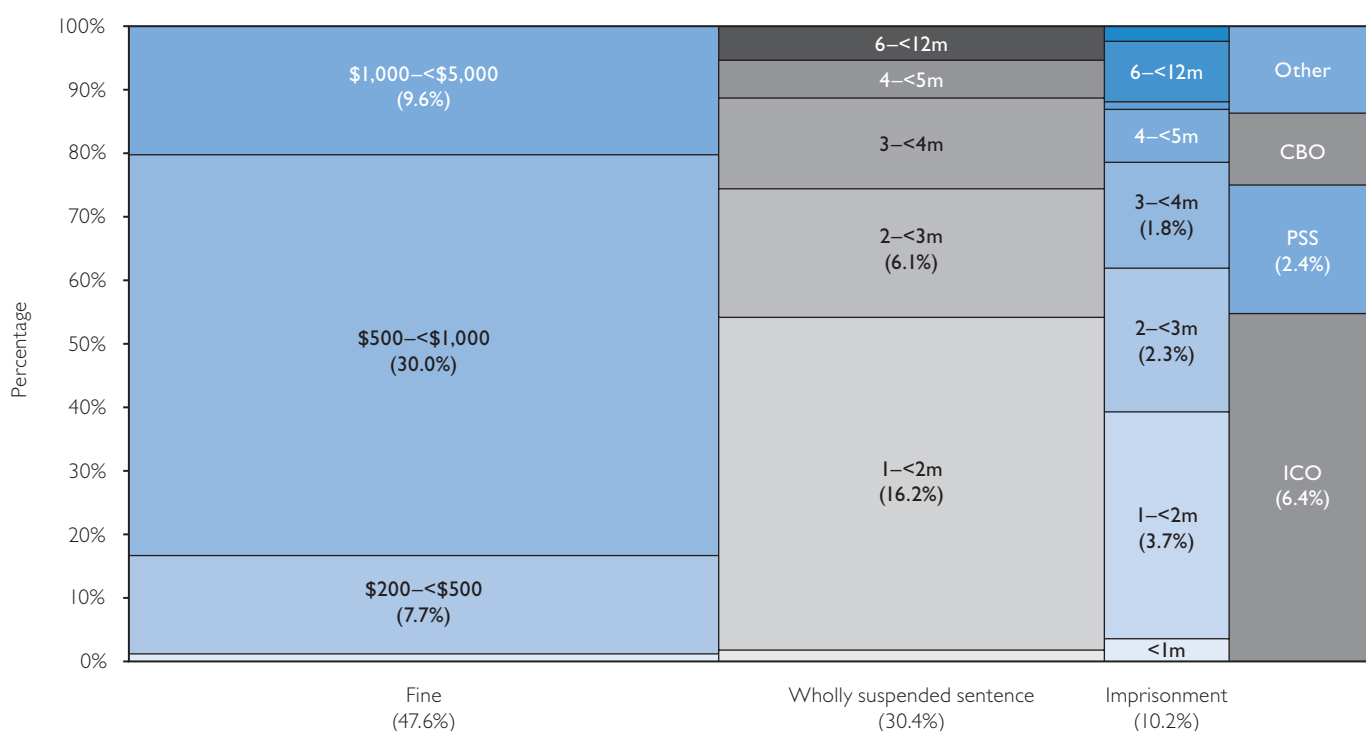 Percentage
100%
90%
80%
70%
60%
50%
40%
30%
20%
10%
0%
$1,000–<$5,000
(9.6%)
$500–<$1,000
(30.0%)
$200–<$500
(7.7%)
6–<12m
4–<5m
3–<4m
2–<3m
(6.1%)
1–<2m
(16.2%)
6–<12m
4–<5m
3–<4m
(1.8%)
2–<3m
(2.3%)
1–<2m
(3.7%)
<1m
Other
CBO
PSS
(2.4%)
ICO
(6.4%)
Fine
(47.6%)
Wholly suspended sentence
(30.4%)
Imprisonment
(10.2%)